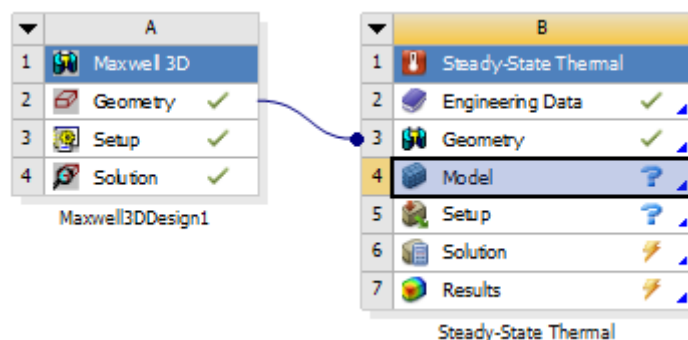 A
1 Maxwell 3D
2 Geometry
3 Setup
4 Solution
Maxwell3DDesign1
B
1 Steady-State Thermal
2 Engineering Data
3 Geometry
4 Model
5 Setup
6 Solution
7 Results
Steady-State Thermal